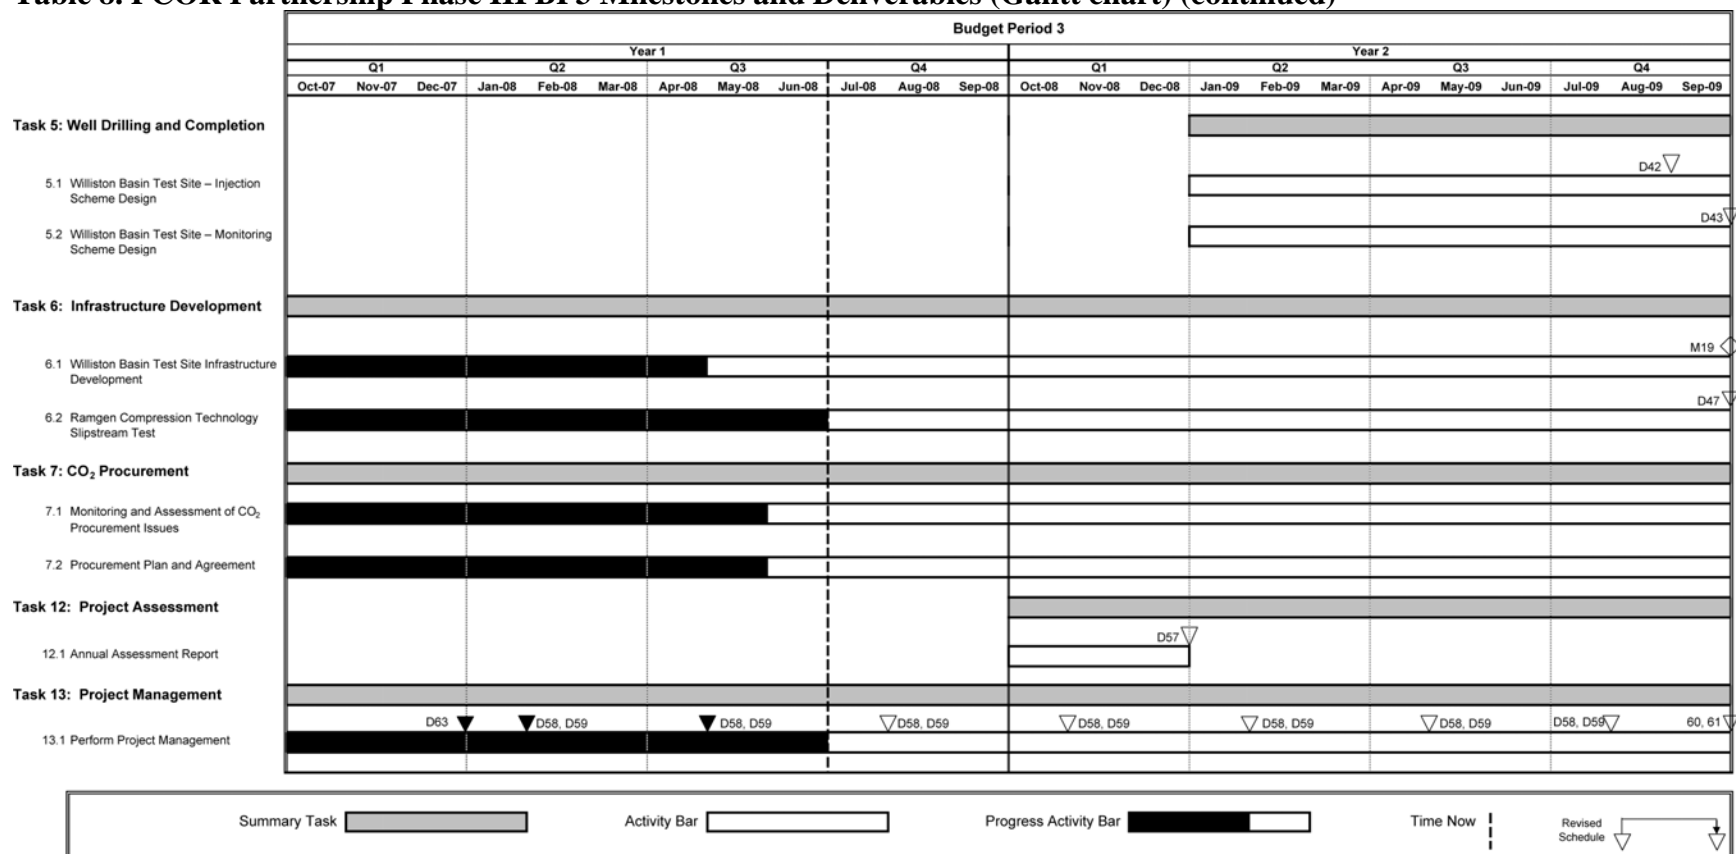 Table 8. PCOR Partnership Phase III BP3 Milestones and Deliverables (Gantt chart) (continued)
Budget Period 3
Year 1 Year 2
Q1 Q2 Q3 Q4 Q1 Q2 Q3 Q4
Oct-07 Nov-07 Dec-07 Jan-08 Feb-08 Mar-08 Apr-08 May-08 Jun-08 Jul-08 Aug-08 Sep-08 Oct-08 Nov-08 Dec-08 Jan-09 Feb-09 Mar-09 Apr-09 May-09 Jun-09 Jul-09 Aug-09 Sep-09
Task 5: Well Drilling and Completion
D42
5.1 Williston Basin Test Site – Injection
Scheme Design
D43
5.2 Williston Basin Test Site – Monitoring
Scheme Design
Task 6: Infrastructure Development
M19
6.1 Williston Basin Test Site Infrastructure
Development
D47
6.2 Ramgen Compression Technology
Slipstream Test
Task 7: CO₂ Procurement
7.1 Monitoring and Assessment of CO₂
Procurement Issues
7.2 Procurement Plan and Agreement
Task 12: Project Assessment
D57
12.1 Annual Assessment Report
Task 13: Project Management
D63 D58, D59 D58, D59 D58, D59 D58, D59 D58, D59 D58, D59 D58, D59 60, 61
13.1 Perform Project Management
Summary Task Activity Bar Progress Activity Bar Time Now Revised
Schedule